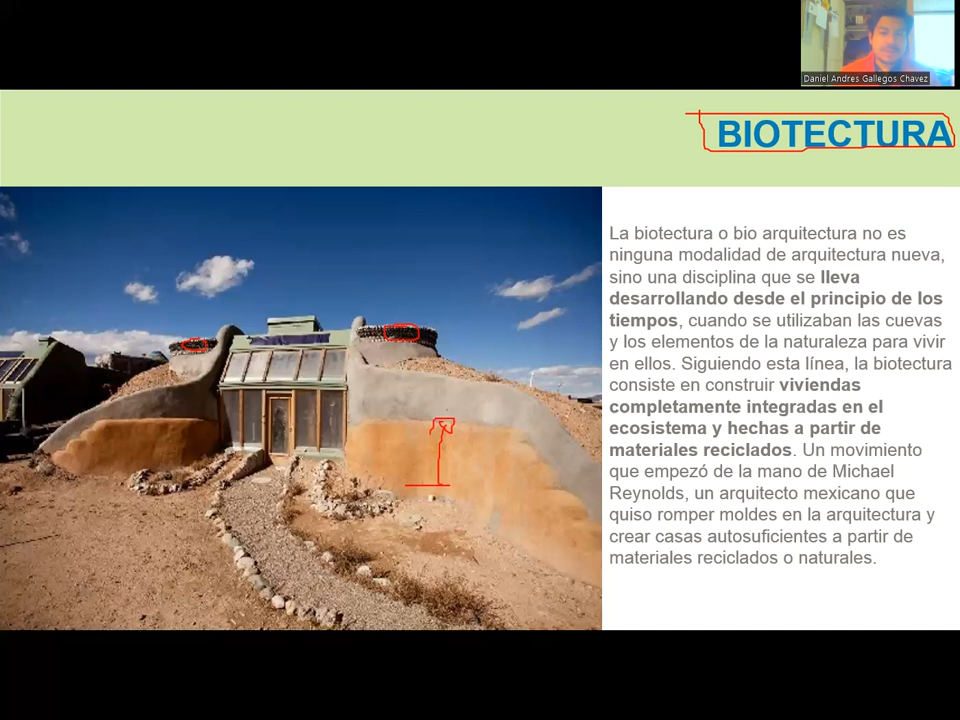 Daniel Andres Gallegos Chavez
BIOTECTURA
La biotectura o bio arquitectura no es
ninguna modalidad de arquitectura nueva,
sino una disciplina que se lleva
desarrollando desde el principio de los
tiempos, cuando se utilizaban las cuevas
y los elementos de la naturaleza para vivir
en ellos. Siguiendo esta línea, la biotectura
consiste en construir viviendas
completamente integradas en el
ecosistema y hechas a partir de
materiales reciclados. Un movimiento
que empezó de la mano de Michael
Reynolds, un arquitecto mexicano que
quiso romper moldes en la arquitectura y
crear casas autosuficientes a partir de
materiales reciclados o naturales.